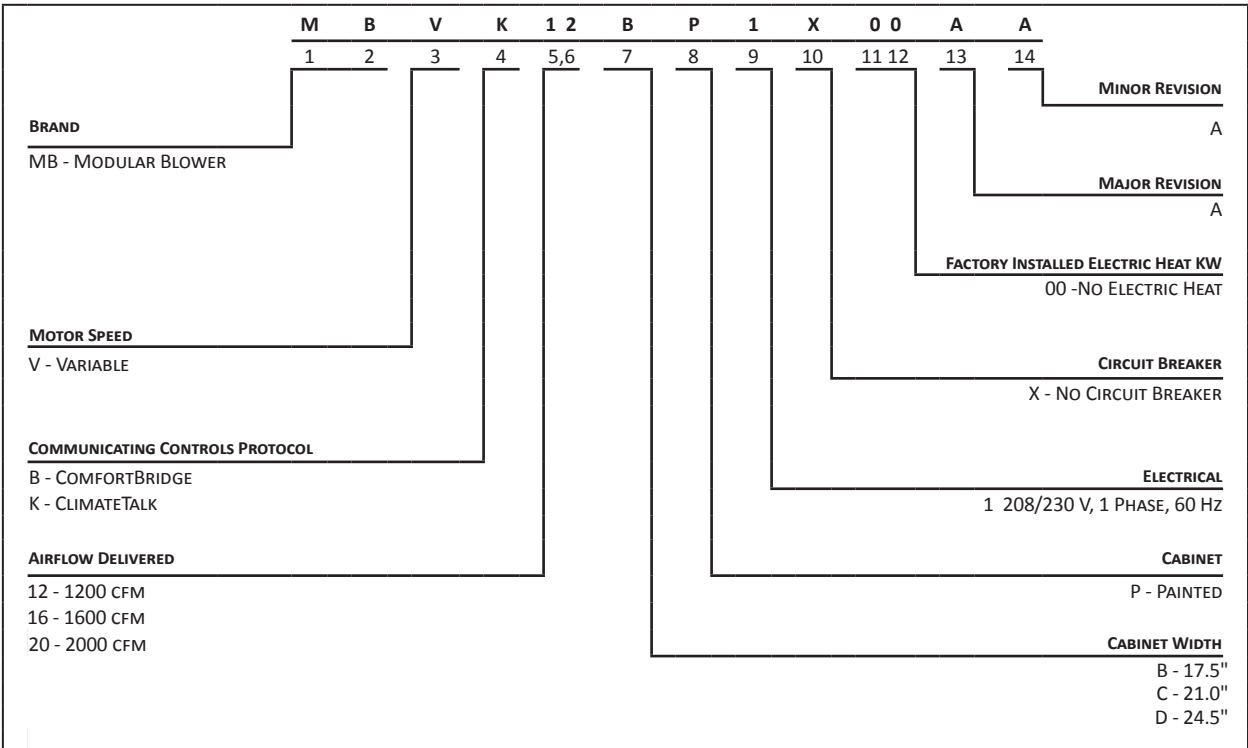 M B V K 1 2 B P 1 X 0 0 A A
1 2 3 4 5,6 7 8 9 10 11 12 13 14
MINOR REVISION
A
BRAND
MB - MODULAR BLOWER
MAJOR REVISION
A
FACTORY INSTALLED ELECTRIC HEAT KW
00 -NO ELECTRIC HEAT
MOTOR SPEED
V - VARIABLE
CIRCUIT BREAKER
X - NO CIRCUIT BREAKER
COMMUNICATING CONTROLS PROTOCOL
B - COMFORTBRIDGE
K - CLIMATETALK
ELECTRICAL
1 208/230 V, 1 PHASE, 60 HZ
AIRFLOW DELIVERED
12 - 1200 CFM
16 - 1600 CFM
20 - 2000 CFM
CABINET
P - PAINTED
CABINET WIDTH
B - 17.5"
C - 21.0"
D - 24.5"